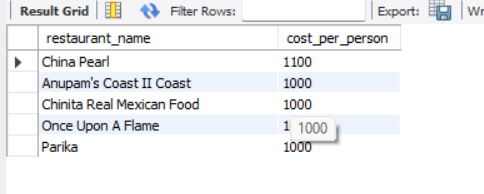 Result Grid Filter Rows: Export: Wr
restaurant_name cost_per_person
China Pearl 1100
Anupam's Coast II Coast 1000
Chinita Real Mexican Food 1000
Once Upon A Flame 1 1000
Parika 1000